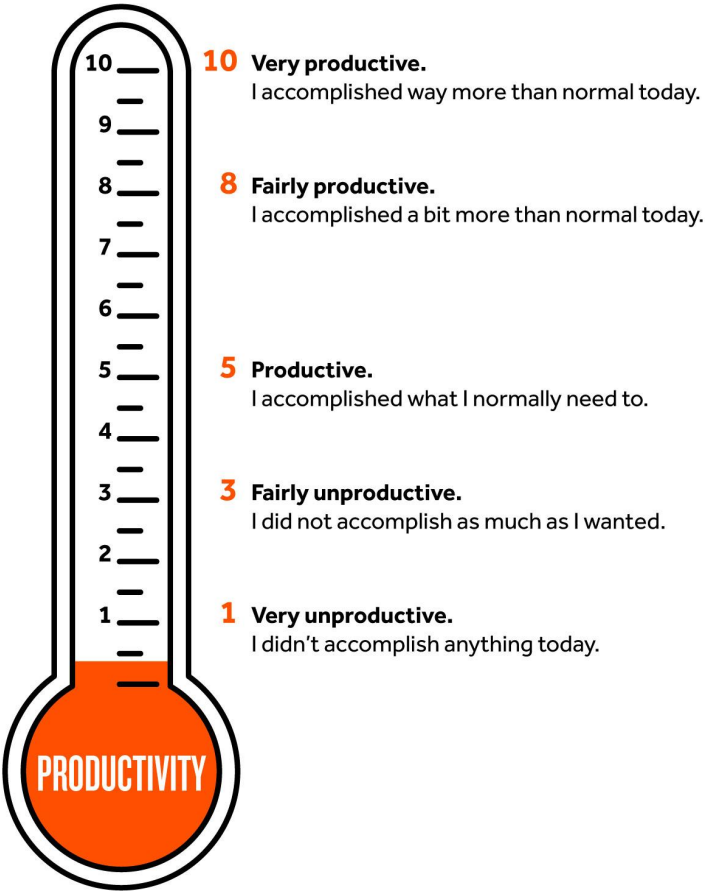 10
9
8
7
6
5
4
3
2
1
PRODUCTIVITY
10 Very productive.
I accomplished way more than normal today.
8 Fairly productive.
I accomplished a bit more than normal today.
5 Productive.
I accomplished what I normally need to.
3 Fairly unproductive.
I did not accomplish as much as I wanted.
1 Very unproductive.
I didn’t accomplish anything today.